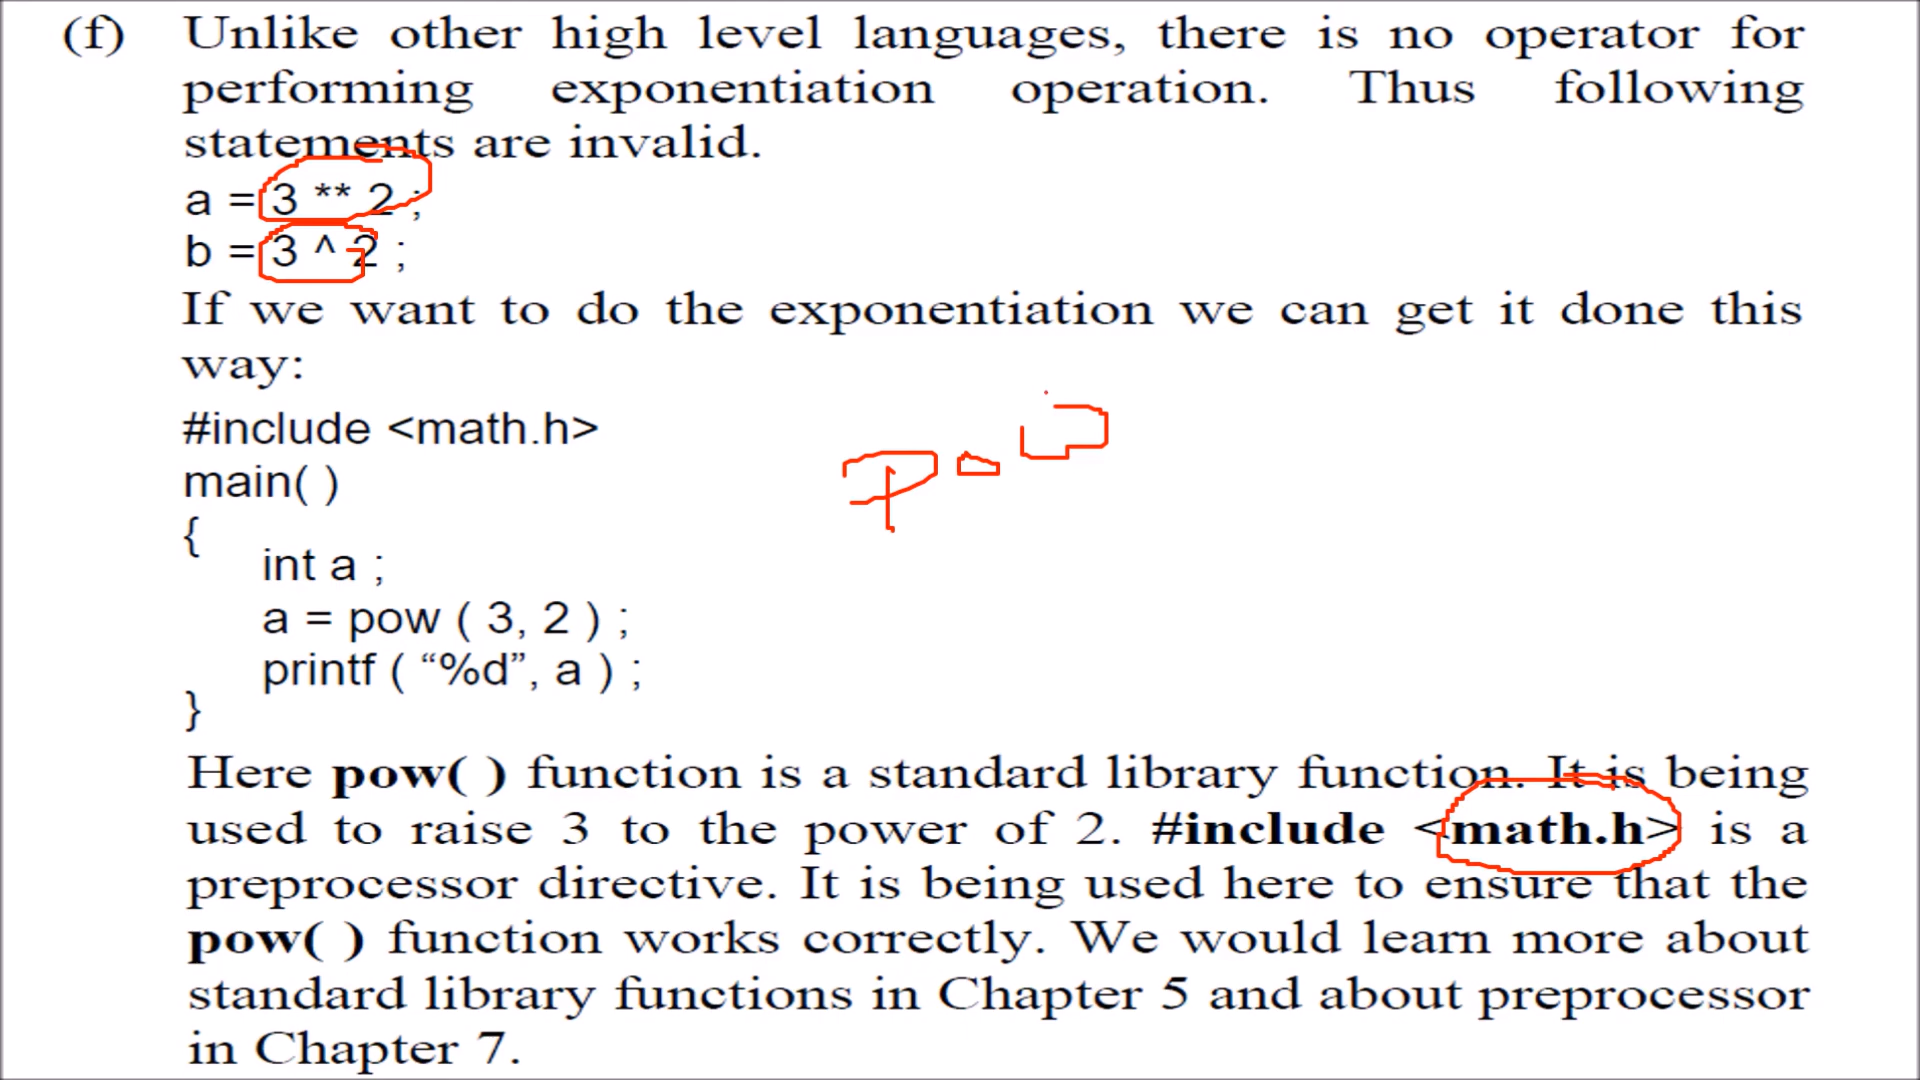 (f) Unlike other high level languages, there is no operator for
performing exponentiation operation. Thus following
statements are invalid.
a = 3 ** 2 ;
b = 3 ^ 2 ;
If we want to do the exponentiation we can get it done this
way:
#include <math.h>
main( )
{
int a ;
a = pow ( 3, 2 ) ;
printf ( “%d”, a ) ;
}
Here pow( ) function is a standard library function. It is being
used to raise 3 to the power of 2. #include <math.h> is a
preprocessor directive. It is being used here to ensure that the
pow( ) function works correctly. We would learn more about
standard library functions in Chapter 5 and about preprocessor
in Chapter 7.